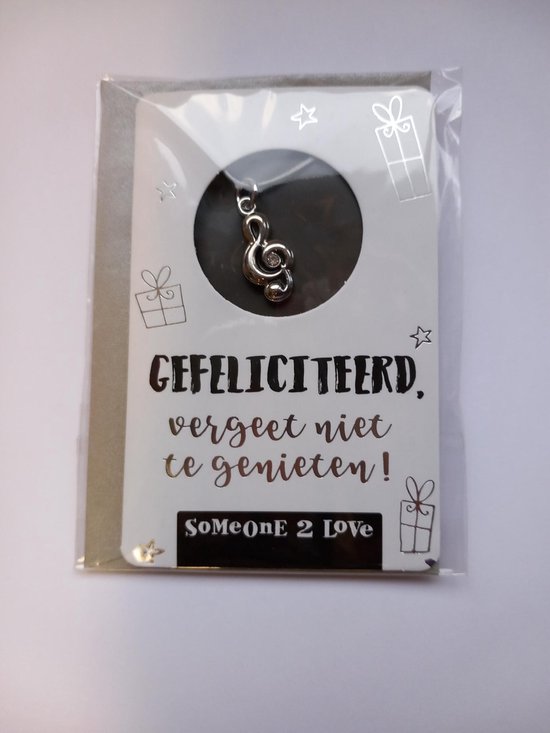 GEFELICITEERD,
vergeet niet
te genieten!
SoMeOnE 2 LoVe